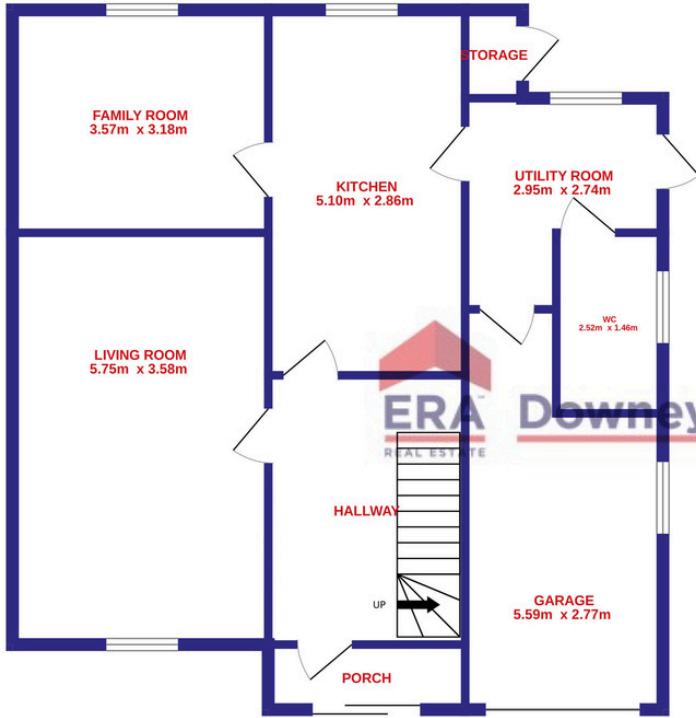 STORAGE
FAMILY ROOM
3.57m x 3.18m
KITCHEN
5.10m x 2.86m
UTILITY ROOM
2.95m x 2.74m
WC
2.52m x 1.46m
LIVING ROOM
5.75m x 3.58m
ERA Downey
REAL ESTATE
HALLWAY
UP
GARAGE
5.59m x 2.77m
PORCH